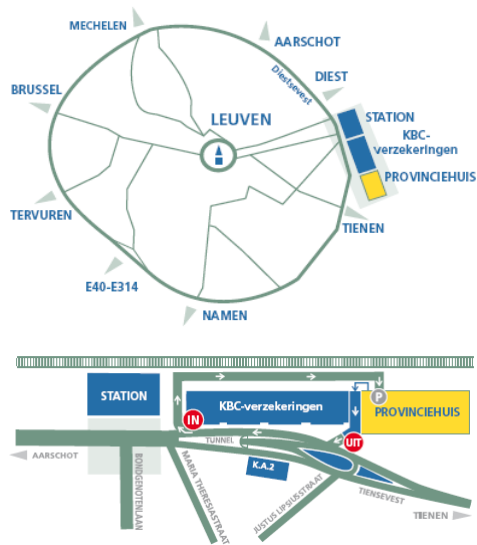 MECHELEN
AARSCHOT
Diestsevest
DIEST
BRUSSEL
LEUVEN
STATION
KBC-
verzekeringen
PROVINCIEHUIS
TERVUREN
TIENEN
E40-E314
NAMEN
STATION
KBC-verzekeringen
P
PROVINCIEHUIS
IN
TUNNEL
UIT
AARSCHOT
BONDGENOTENLAAN
MARIA THERESIASTRAAT
K.A.2
JUSTUS LIPSIUSSTRAAT
TIENSEVEST
TIENEN